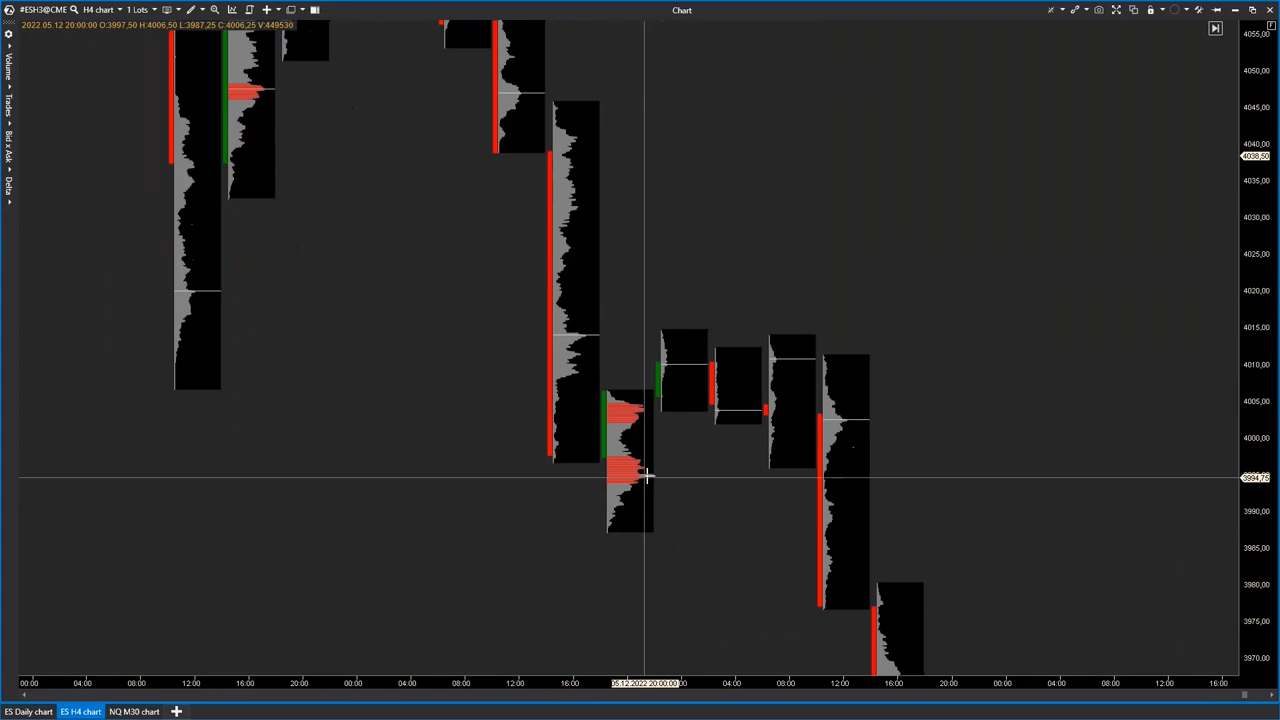 #ESH3@CME H4 chart 1 Lots Chart
2022.05.12 20:00:00 O:3997,50 H:4006,50 L:3987,25 C:4006,25 V:449530
F
Volume
Trades
Bid x Ask
Delta
4055,00
4050,00
4045,00
4040,00
4038,50
4035,00
4030,00
4025,00
4020,00
4015,00
4010,00
4005,00
4000,00
3994,75
3990,00
3985,00
3980,00
3975,00
3970,00
00:00 04:00 08:00 12:00 16:00 20:00 00:00 04:00 08:00 12:00 16:00 05.12.2022 20:00:00 04:00 08:00 12:00 16:00 20:00 00:00 04:00 08:00 12:00 16:00
ES Daily chart ES H4 chart NQ M30 chart